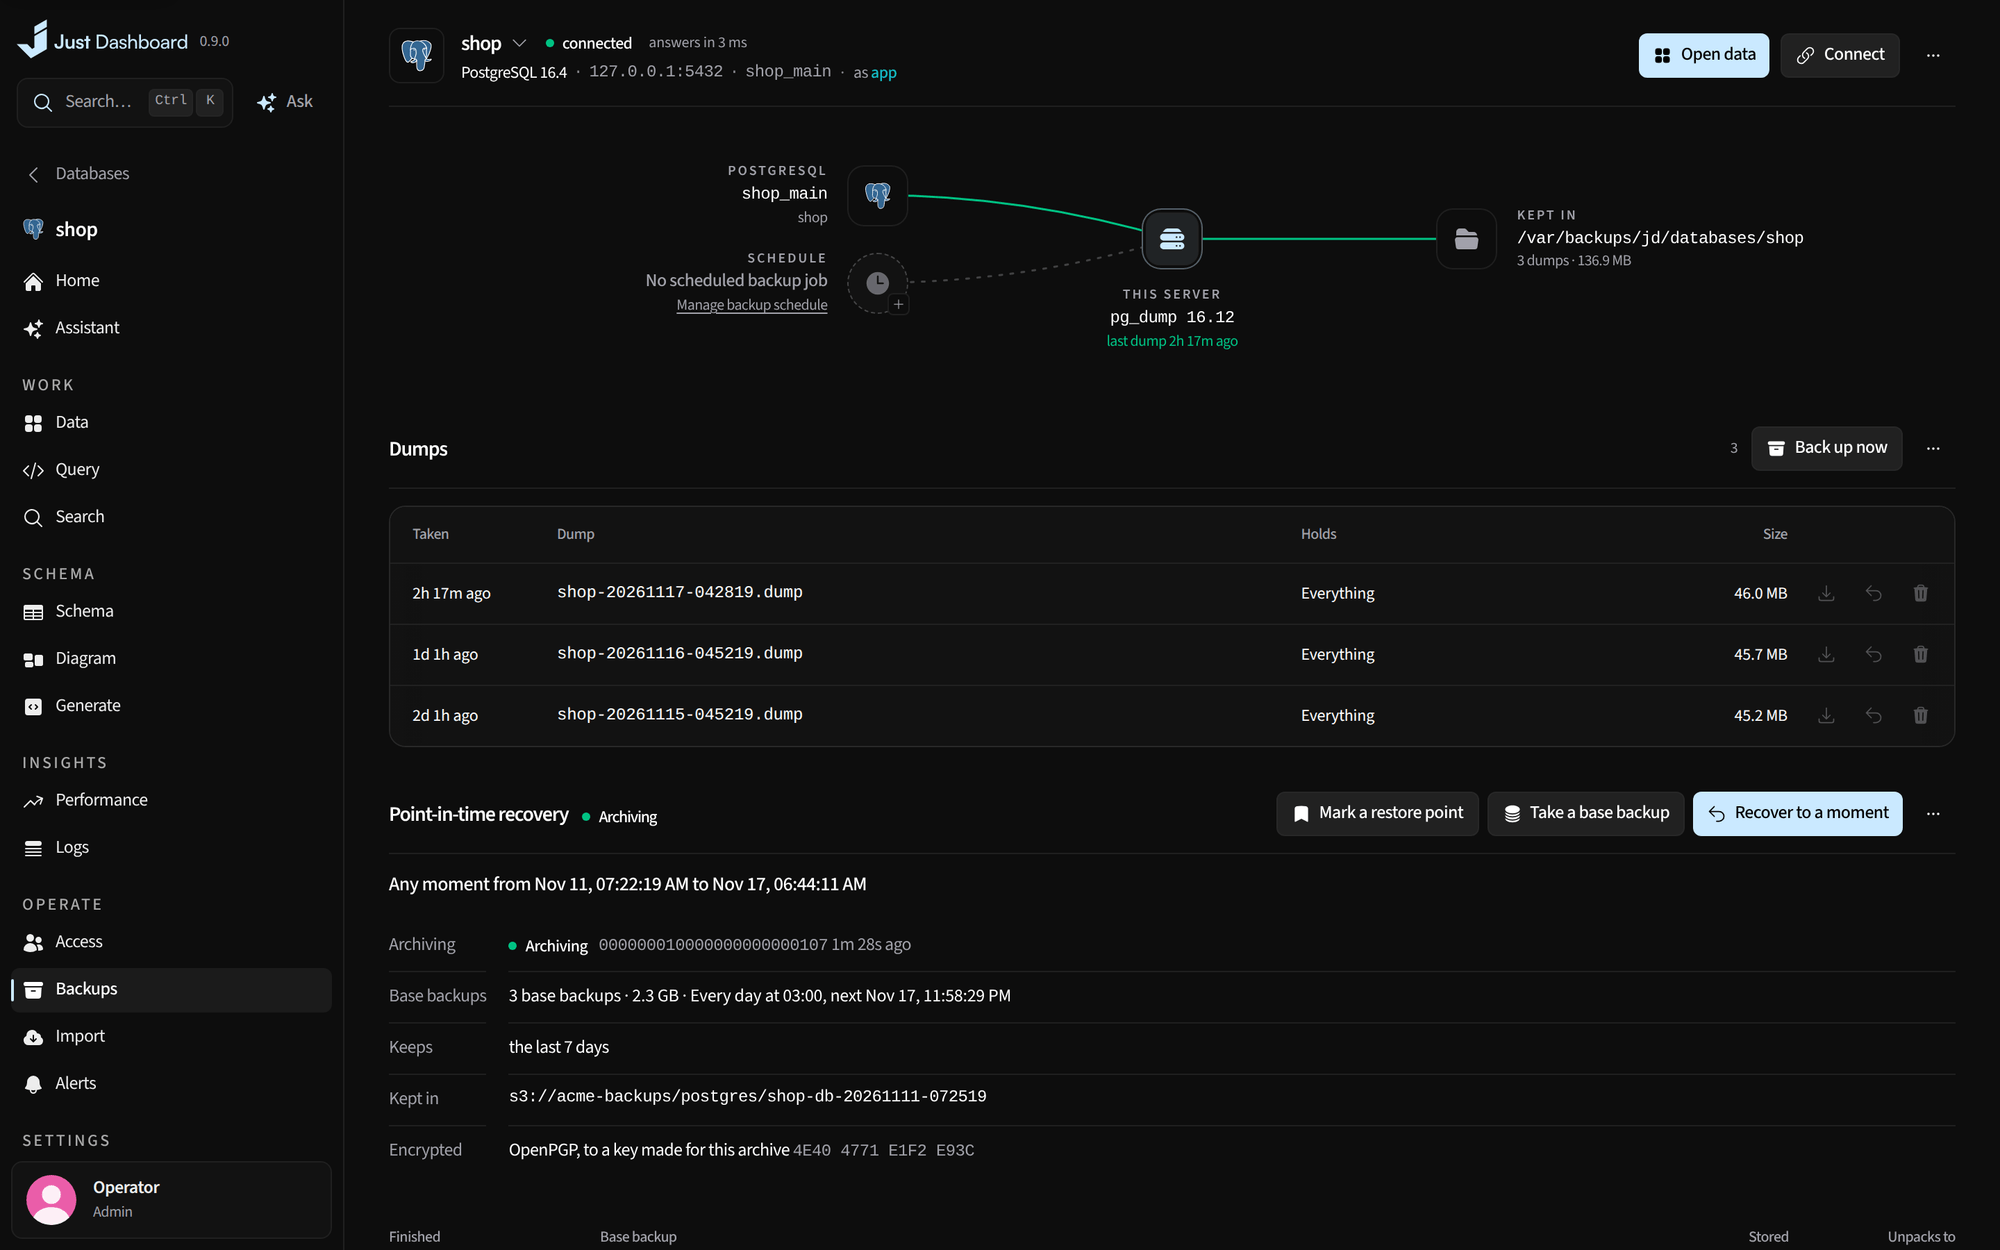 Just Dashboard 0.9.0
Search… Ctrl K
Ask
Databases
shop
Home
Assistant
WORK
Data
Query
Search
SCHEMA
Schema
Diagram
Generate
INSIGHTS
Performance
Logs
OPERATE
Access
Backups
Import
Alerts
SETTINGS
Operator
Admin
shop connected answers in 3 ms
PostgreSQL 16.4 · 127.0.0.1:5432 · shop_main · as app
Open data
Connect
POSTGRESQL
shop_main
shop
SCHEDULE
No scheduled backup job
Manage backup schedule
THIS SERVER
pg_dump 16.12
last dump 2h 17m ago
KEPT IN
/var/backups/jd/databases/shop
3 dumps · 136.9 MB
Dumps
3 Back up now
Taken Dump Holds Size
2h 17m ago shop-20261117-042819.dump Everything 46.0 MB
1d 1h ago shop-20261116-045219.dump Everything 45.7 MB
2d 1h ago shop-20261115-045219.dump Everything 45.2 MB
Point-in-time recovery Archiving
Mark a restore point
Take a base backup
Recover to a moment
Any moment from Nov 11, 07:22:19 AM to Nov 17, 06:44:11 AM
Archiving Archiving 000000010000000000000107 1m 28s ago
Base backups 3 base backups · 2.3 GB · Every day at 03:00, next Nov 17, 11:58:29 PM
Keeps the last 7 days
Kept in s3://acme-backups/postgres/shop-db-20261111-072519
Encrypted OpenPGP, to a key made for this archive 4E40 4771 E1F2 E93C
Finished Base backup Stored Unpacks to